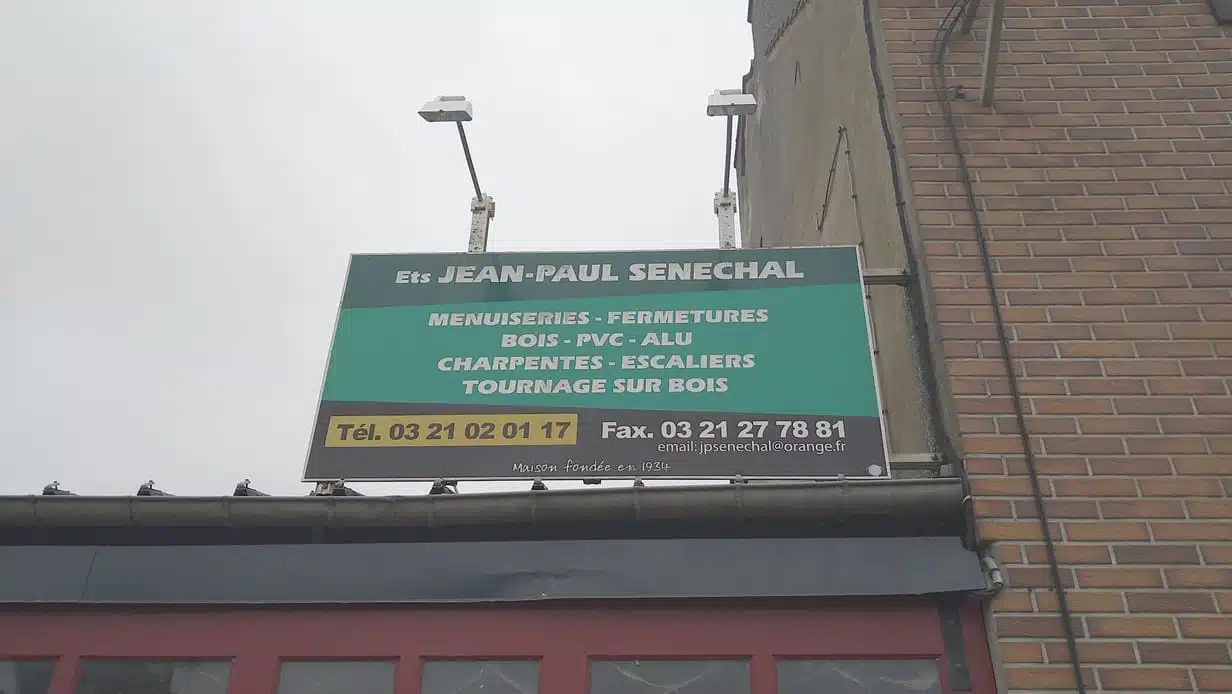 Ets JEAN-PAUL SENECHAL
MENUISERIES - FERMETURES
BOIS - PVC - ALU
CHARPENTES - ESCALIERS
TOURNAGE SUR BOIS
Tél. 03 21 02 01 17 Fax. 03 21 27 78 81
email: jpsenechal@orange.fr
Maison fondée en 1934